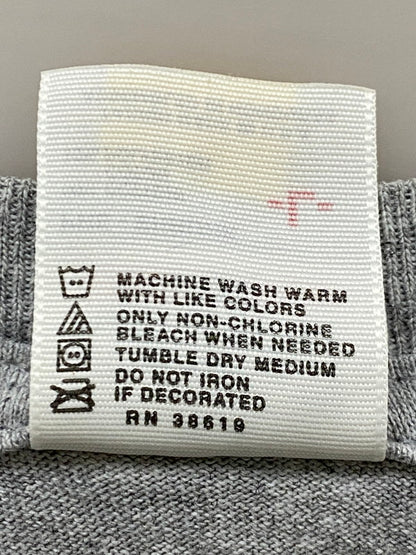 MACHINE WASH WARM
WITH LIKE COLORS
ONLY NON-CHLORINE
BLEACH WHEN NEEDED
TUMBLE DRY MEDIUM
DO NOT IRON
IF DECORATED
RN 38619